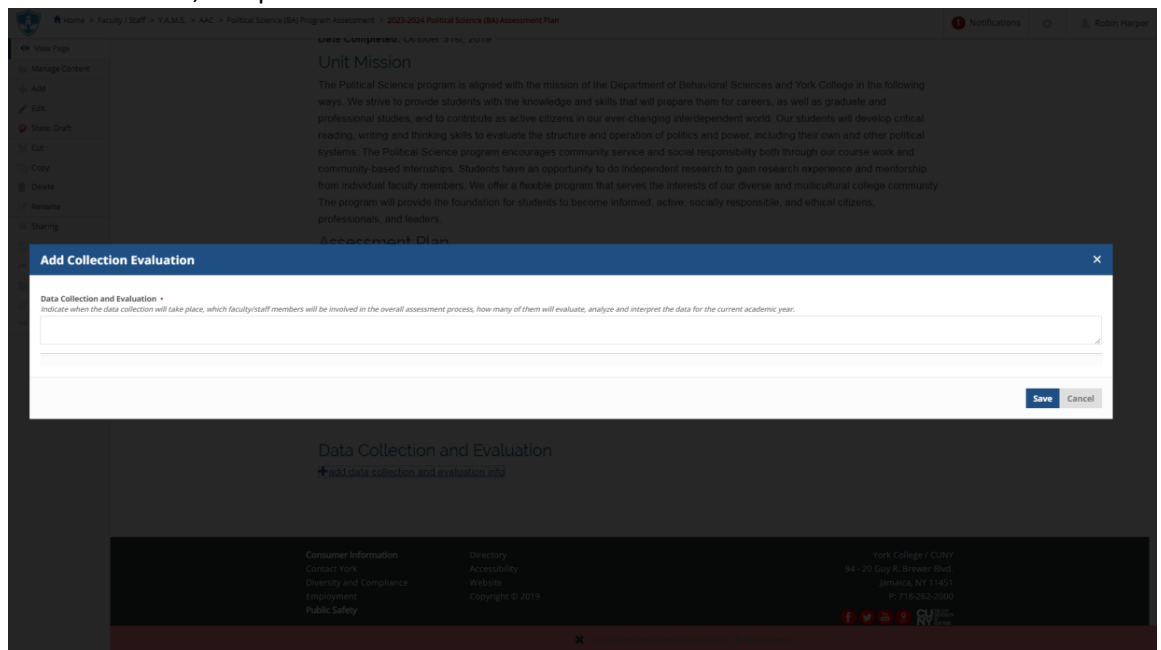 Home > Faculty / Staff > Y.A.M.S. > AAC > Political Science (BA) Program Assessment > 2023-2024 Political Science (BA) Assessment Plan
1 Notifications
Robin Harper
View Page
Manage Content
Add
Edit
State: Draft
Cut
Copy
Delete
Rename
Sharing
Date Completed: October 31st, 2019
Unit Mission
The Political Science program is aligned with the mission of the Department of Behavioral Sciences and York College in the following
ways. We strive to provide students with the knowledge and skills that will prepare them for careers, as well as graduate and
professional studies, and to contribute as active citizens in our ever-changing interdependent world. Our students will develop critical
reading, writing and thinking skills to evaluate the structure and operation of politics and power, including their own and other political
systems. The Political Science program encourages community service and social responsibility both through our course work and
community-based internships. Students have an opportunity to do independent research to gain research experience and mentorship
from individual faculty members. We offer a flexible program that serves the interests of our diverse and multicultural college community.
The program will provide the foundation for students to become informed, active, socially responsible, and ethical citizens,
professionals, and leaders.
Assessment Plan
Add Collection Evaluation
×
Data Collection and Evaluation •
Indicate when the data collection will take place, which faculty/staff members will be involved in the overall assessment process, how many of them will evaluate, analyze and interpret the data for the current academic year.
Save Cancel
Data Collection and Evaluation
+add data collection and evaluation info
Consumer Information
Contact York
Diversity and Compliance
Employment
Public Safety
Directory
Accessibility
Website
Copyright © 2019
York College / CUNY
94 - 20 Guy R. Brewer Blvd.
Jamaica, NY 11451
P: 718-262-2000
CUNY